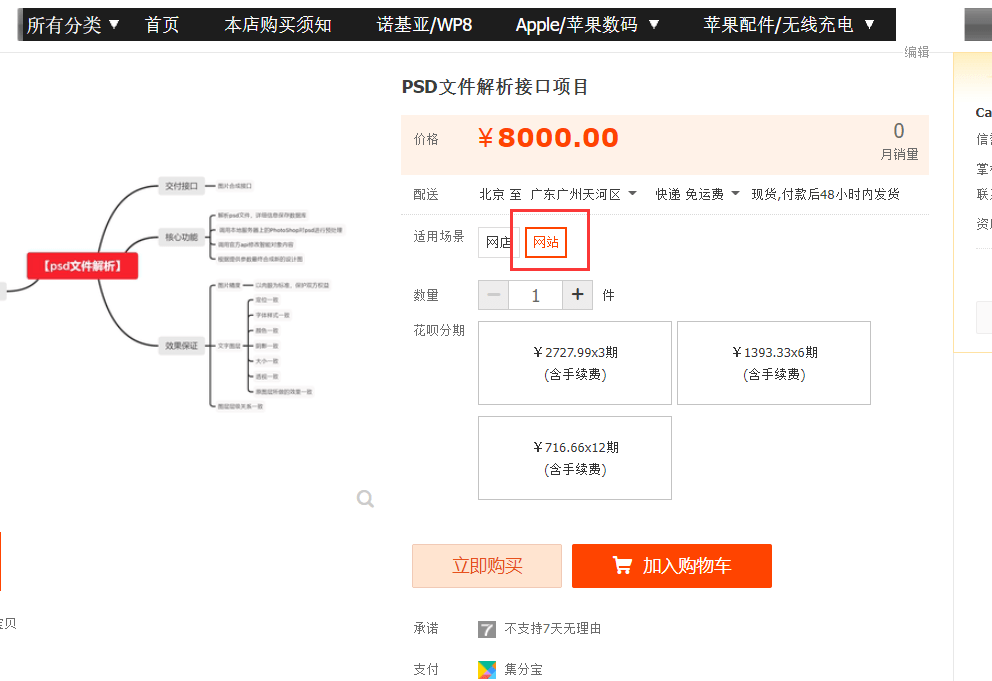 所有分类 ▼ 首页 本店购买须知 诺基亚/WP8 Apple/苹果数码 ▼ 苹果配件/无线充电 ▼
编辑
PSD文件解析接口项目
价格 ￥8000.00 0
月销量
配送 北京 至 广东广州天河区 快递 免运费 现货,付款后48小时内发货
适用场景 网店 网站
数量 − 1 + 件
花呗分期
￥2727.99x3期
(含手续费)
￥1393.33x6期
(含手续费)
￥716.66x12期
(含手续费)
立即购买 加入购物车
承诺 7 不支持7天无理由
支付 集分宝
【psd文件解析】
交付接口
图片合成接口
核心功能
解析psd文件，详细信息保存数据库
调用本地服务器上的PhotoShop对psd进行预处理
调用官方api修改智能对象内容
根据提供参数最终合成新的设计图
效果保证
图片精度
以内容为标准，保护双方权益
文字图层
定位一致
字体样式一致
颜色一致
阴影一致
大小一致
透视一致
图层层级关系一致
宝贝
Ca